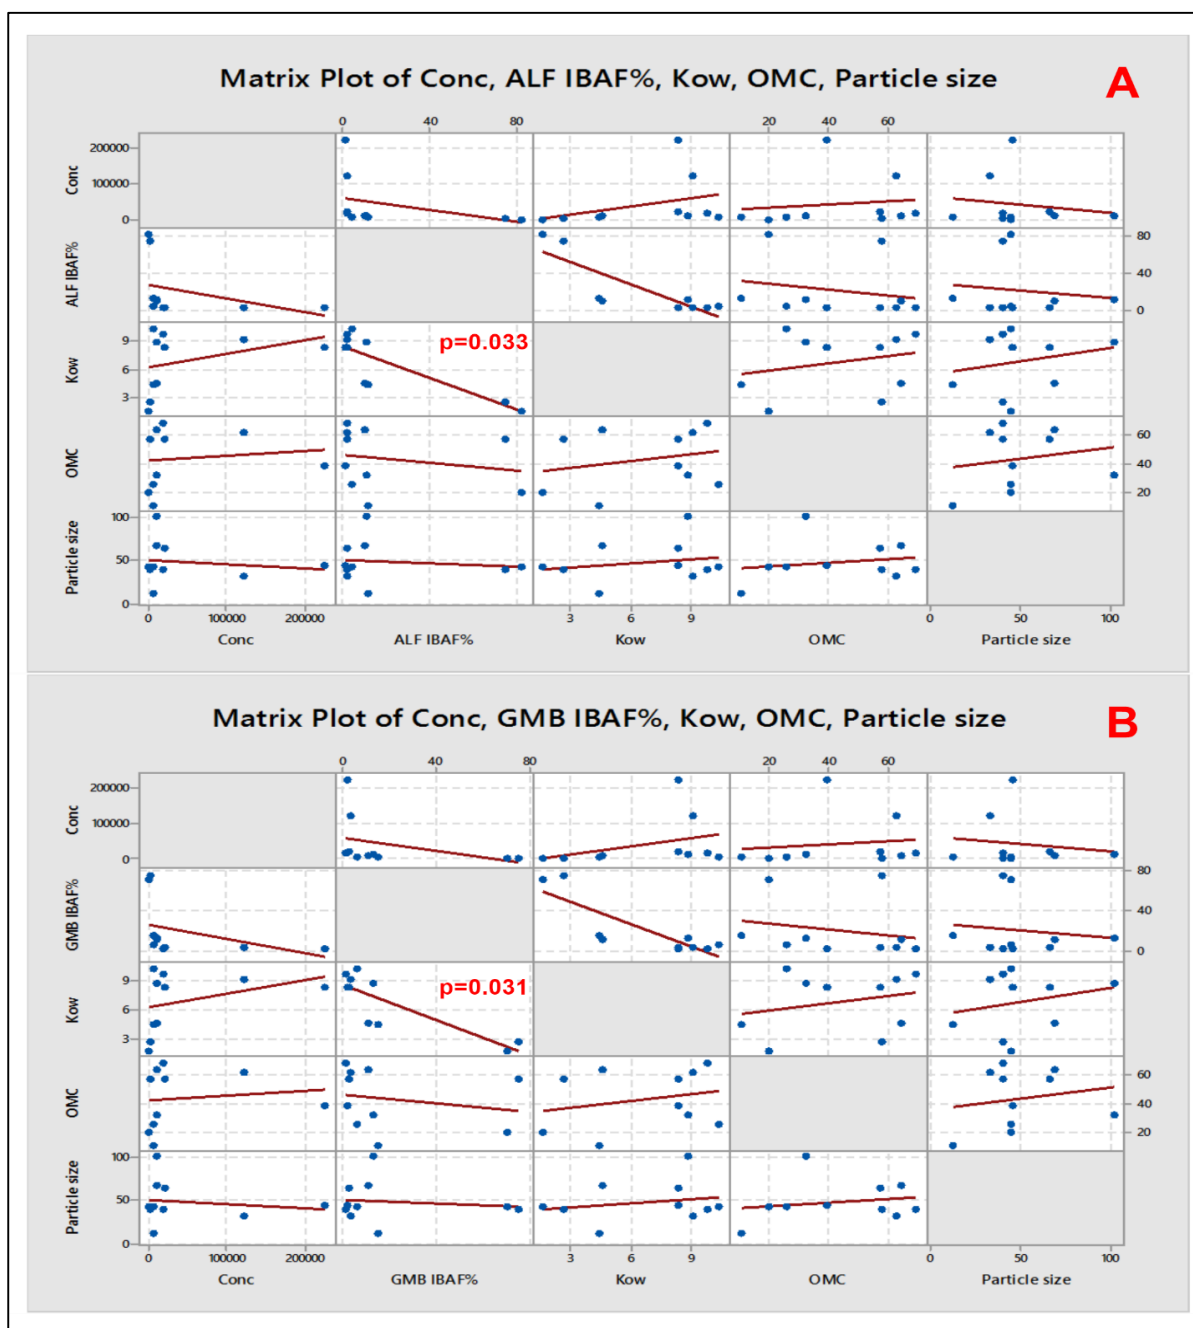 Matrix Plot of Conc, ALF IBAF%, Kow, OMC, Particle size
A
0 40 80 20 60
Conc
200000
100000
0
ALF IBAF%
80
40
0
Kow
9
6
3
p=0.033
OMC
60
40
20
Particle size
100
50
0
0 100000 200000 3 6 9 0 50 100
Conc ALF IBAF% Kow OMC Particle size
Matrix Plot of Conc, GMB IBAF%, Kow, OMC, Particle size
B
0 40 80 20 60
Conc
200000
100000
0
GMB IBAF%
80
40
0
Kow
9
6
3
p=0.031
OMC
60
40
20
Particle size
100
50
0
0 100000 200000 3 6 9 0 50 100
Conc GMB IBAF% Kow OMC Particle size